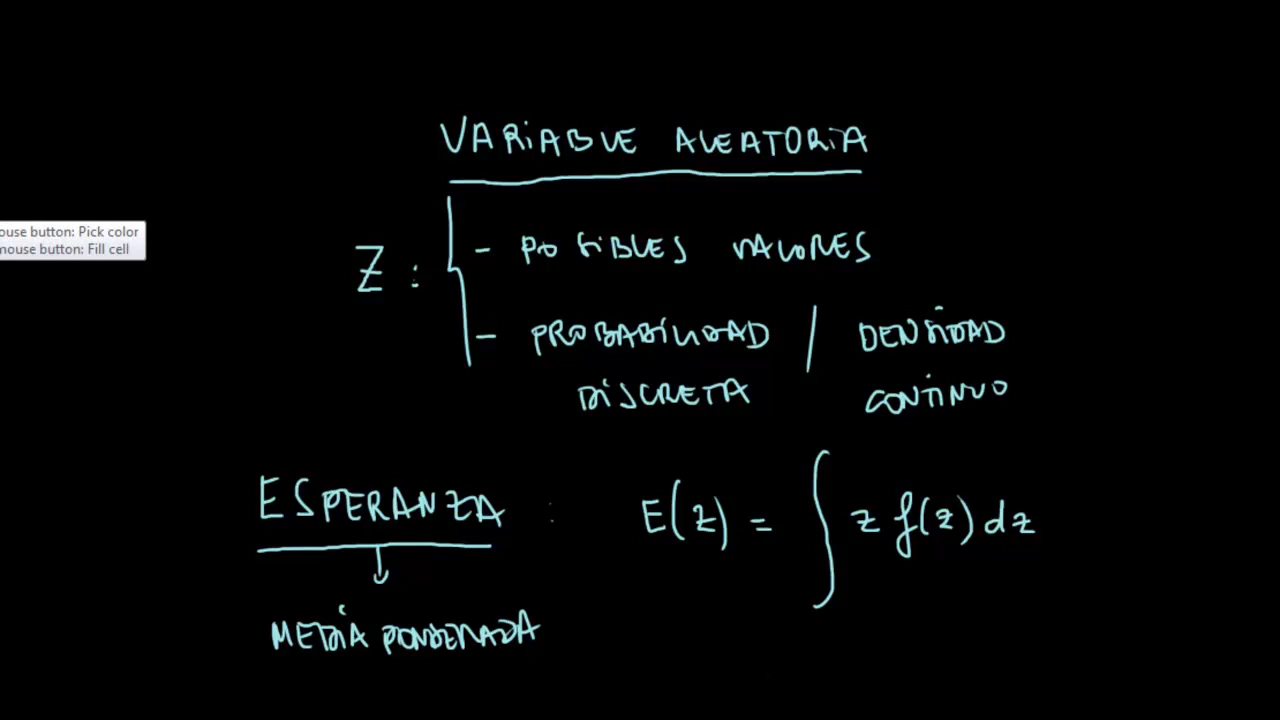 VARIABLE ALEATORIA
ouse button: Pick color
mouse button: Fill cell
Z :
- POSIBLES VALORES
- PROBABILIDAD / DENSIDAD
DISCRETA CONTINUO
ESPERANZA : E(z) = ∫ z f(z) dz
↓
MEDIA PONDERADA